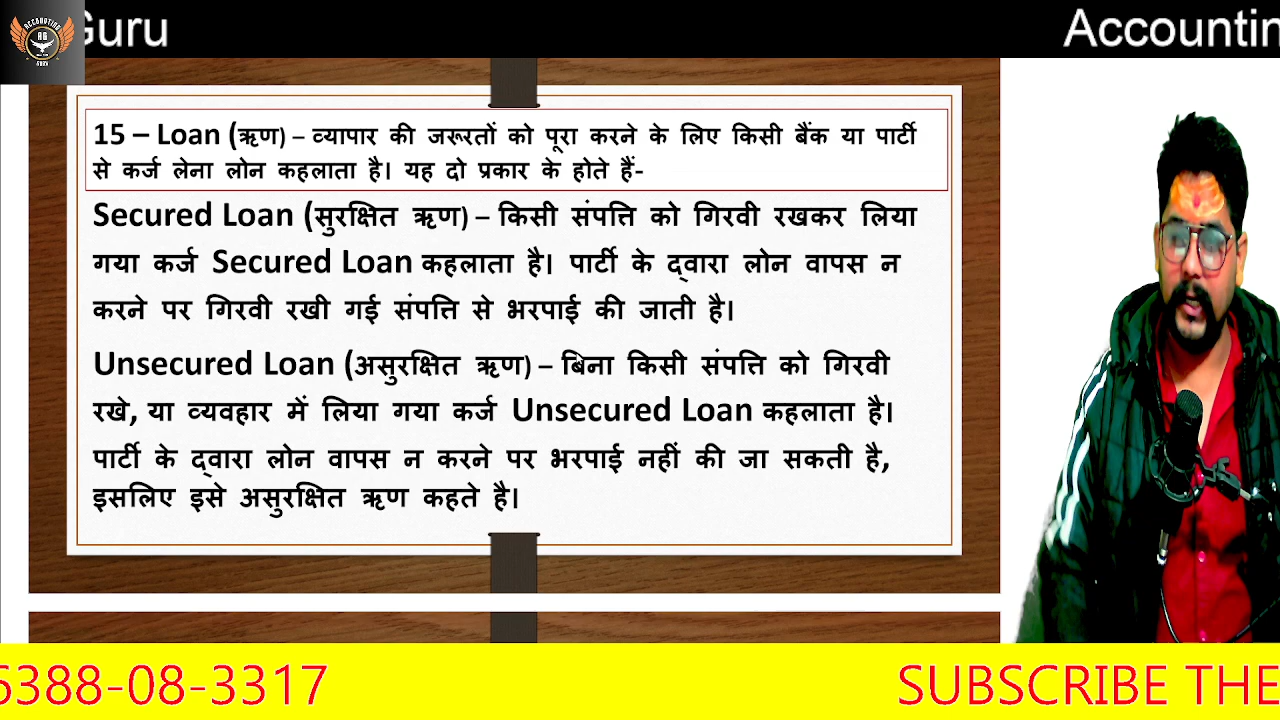 Guru
Accountin
ACCOUNTING
AG
GURU
15 – Loan (ऋण) – व्यापार की जरूरतों को पूरा करने के लिए किसी बैंक या पार्टी
से कर्ज लेना लोन कहलाता है। यह दो प्रकार के होते हैं-
Secured Loan (सुरक्षित ऋण) – किसी संपत्ति को गिरवी रखकर लिया
गया कर्ज Secured Loan कहलाता है। पार्टी के द्वारा लोन वापस न
करने पर गिरवी रखी गई संपत्ति से भरपाई की जाती है।
Unsecured Loan (असुरक्षित ऋण) – बिना किसी संपत्ति को गिरवी
रखे, या व्यवहार में लिया गया कर्ज Unsecured Loan कहलाता है।
पार्टी के द्वारा लोन वापस न करने पर भरपाई नहीं की जा सकती है,
इसलिए इसे असुरक्षित ऋण कहते है।
6388-08-3317
SUBSCRIBE THE